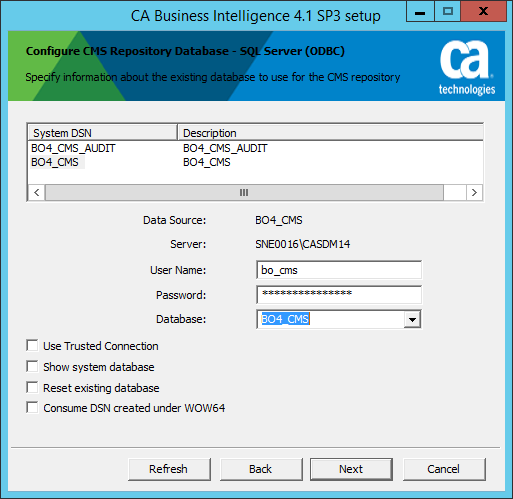 CA Business Intelligence 4.1 SP3 setup
Configure CMS Repository Database - SQL Server (ODBC)
Specify information about the existing database to use for the CMS repository
ca
technologies
System DSN Description
BO4_CMS_AUDIT BO4_CMS_AUDIT
BO4_CMS BO4_CMS
Data Source: BO4_CMS
Server: SNE0016\CASDM14
User Name: bo_cms
Password: ***************
Database: BO4_CMS
Use Trusted Connection
Show system database
Reset existing database
Consume DSN created under WOW64
Refresh Back Next Cancel